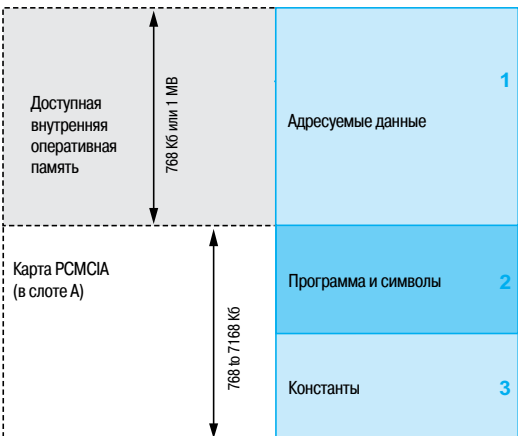 Доступная
внутренняя
оперативная
память
768 Кб или 1 МВ
Адресуемые данные
1
Карта PCMCIA
(в слоте A)
768 to 7168 Кб
Программа и символы
2
Константы
3